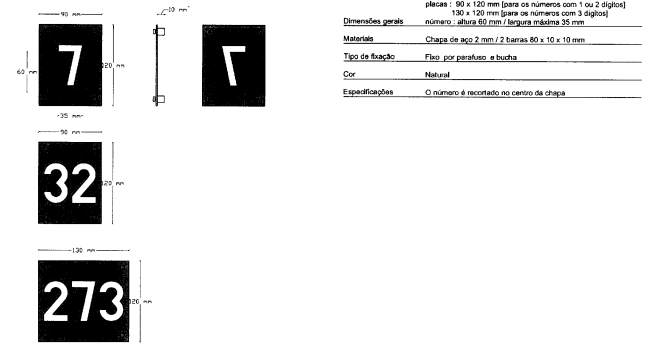 90 mm
10 mm
7
120 mm
60 mm
7
35 mm
90 mm
32
120 mm
130 mm
273
120 mm
placas : 90 x 120 mm [para os números com 1 ou 2 dígitos]
130 x 120 mm [para os números com 3 dígitos]
Dimensões gerais número : altura 60 mm / largura máxima 35 mm
Materiais Chapa de aço 2 mm / 2 barras 80 x 10 x 10 mm
Tipo de fixação Fixo por parafuso e bucha
Cor Natural
Especificações O número é recortado no centro da chapa